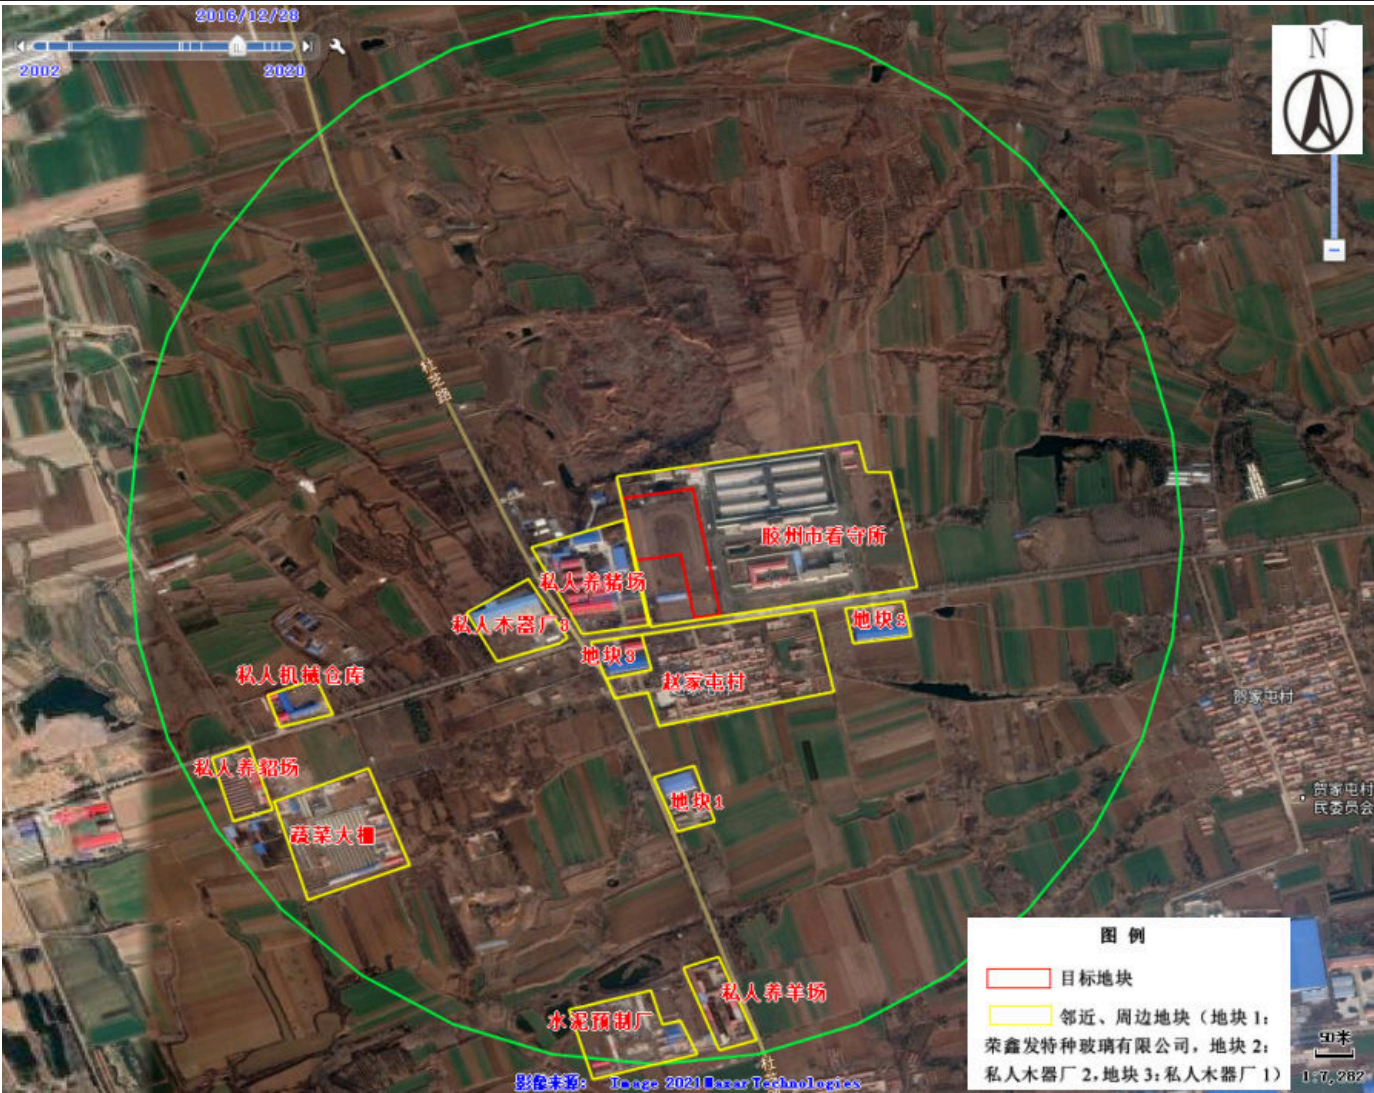 2016/12/28
2002
2020
N
杜芝路
胶州市看守所
私人养猪场
私人木器厂3
地块2
地块3
赵家屯村
私人机械仓库
贺家屯村
私人养貂场
地块1
贺家屯村
民委员会
蔬菜大棚
图 例
目标地块
私人养羊场
水泥预制厂
邻近、周边地块（地块 1：
荣鑫发特种玻璃有限公司，地块 2：
私人木器厂 2，地块 3：私人木器厂 1）
50米
1:7,282
杜芝
影像来源： Image 2021 Maxar Technologies